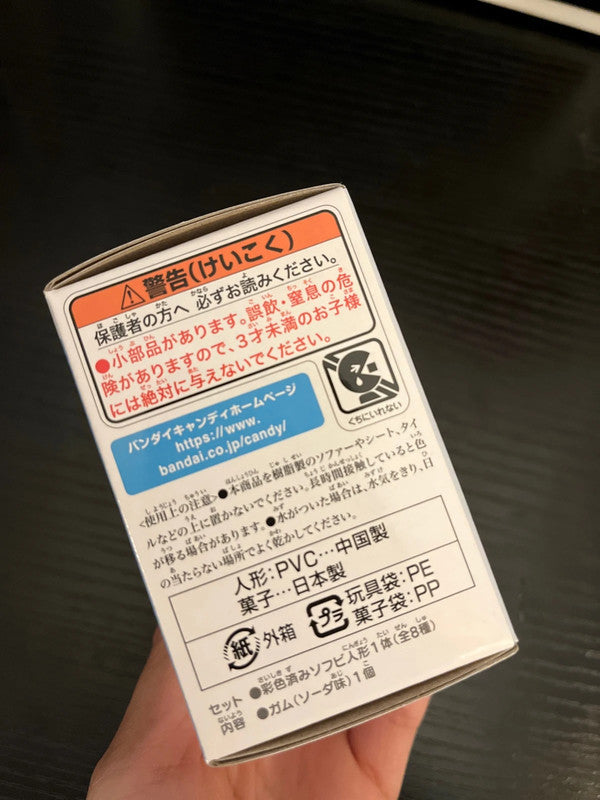 警告(けいこく)
保護者の方へ 必ずお読みください。
●小部品があります。誤飲・窒息の危
険がありますので、3才未満のお子様
には絶対に与えないでください。
くちにいれない
バンダイキャンディホームページ
https://www.
bandai.co.jp/candy/
<使用上の注意>●本商品を樹脂製のソファーやシート、タイ
ルなどの上に置かないでください。長時間接触していると色
が移る場合があります。●水がついた場合は、水気をきり、日
の当たらない場所でよく乾かしてください。
人形:PVC…中国製
菓子…日本製
紙 外箱
プラ 玩具袋:PE
菓子袋:PP
セット内容
●彩色済みソフビ人形1体(全8種)
●ガム(ソーダ味)1個